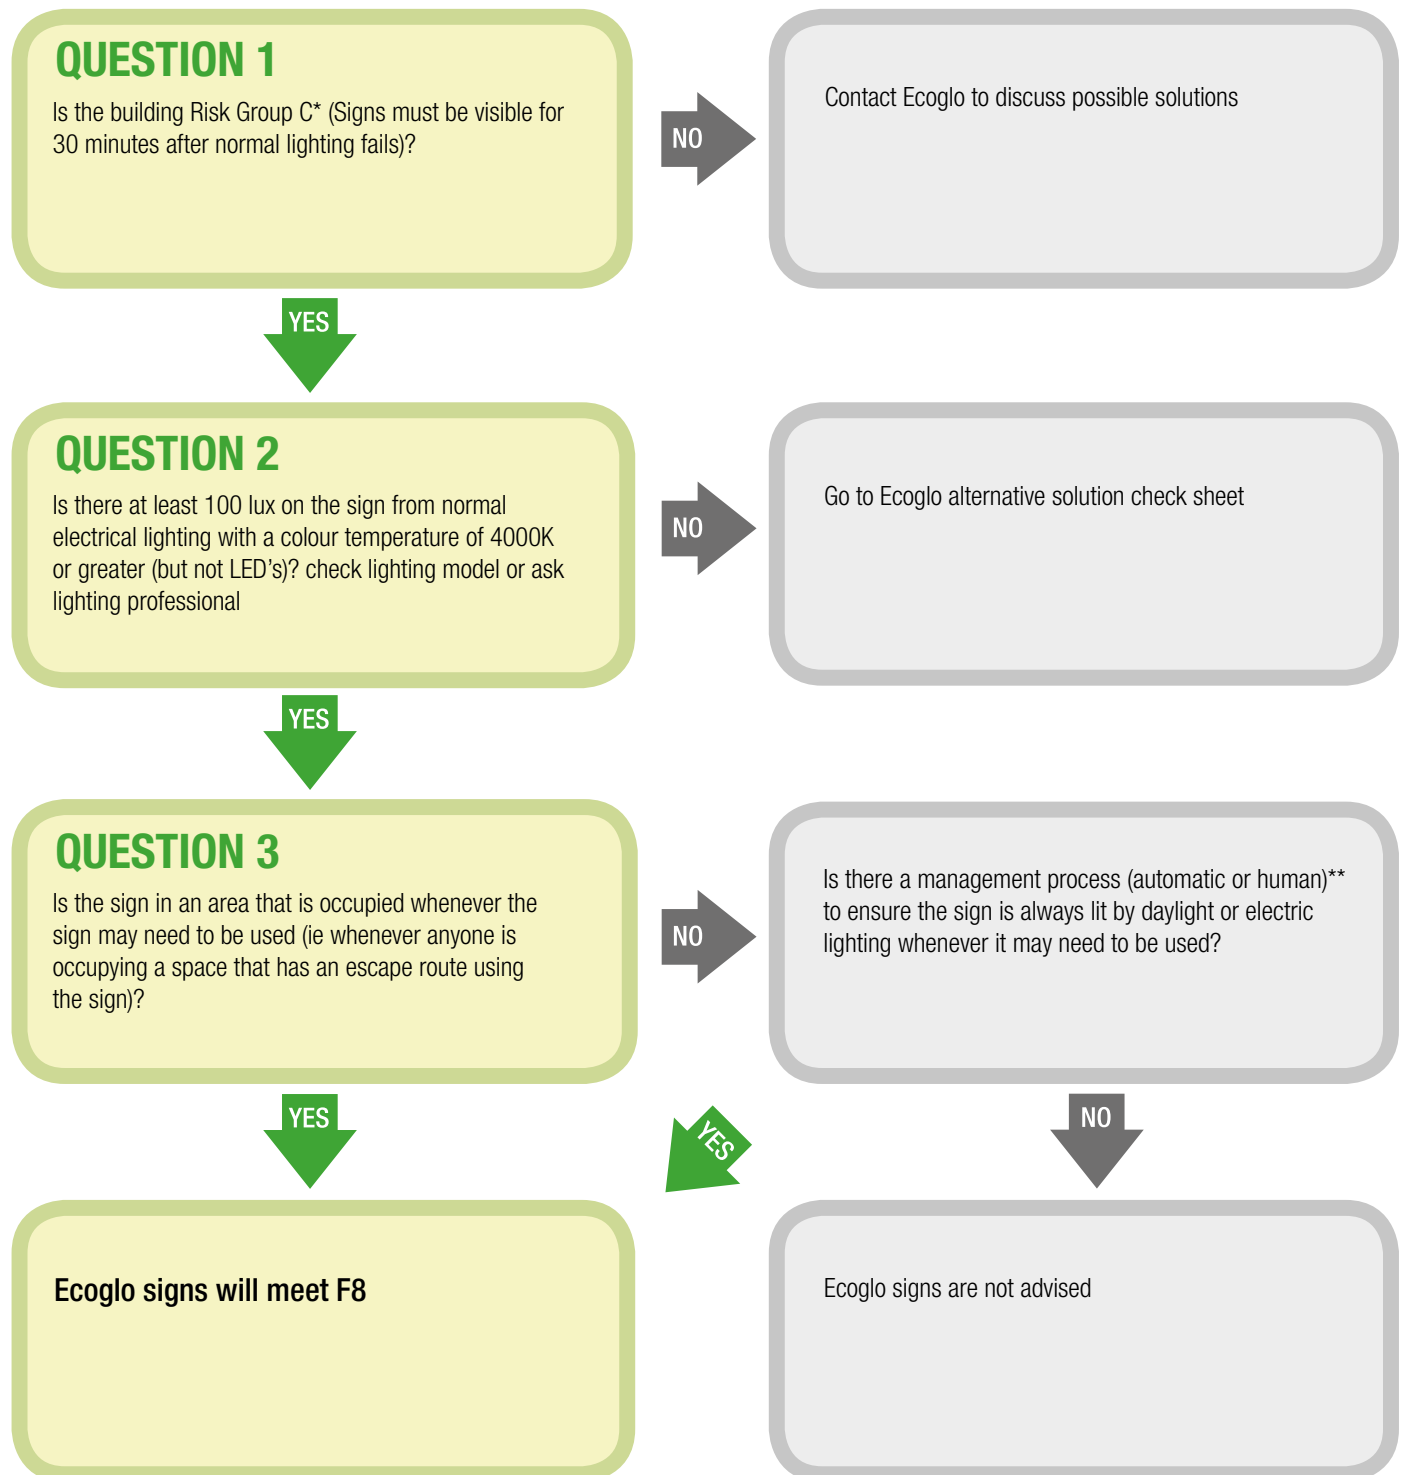 QUESTION 1
Is the building Risk Group C* (Signs must be visible for
30 minutes after normal lighting fails)?
NO
Contact Ecoglo to discuss possible solutions
YES
QUESTION 2
Is there at least 100 lux on the sign from normal
electrical lighting with a colour temperature of 4000K
or greater (but not LED's)? check lighting model or ask
lighting professional
NO
Go to Ecoglo alternative solution check sheet
YES
QUESTION 3
Is the sign in an area that is occupied whenever the
sign may need to be used (ie whenever anyone is
occupying a space that has an escape route using
the sign)?
NO
Is there a management process (automatic or human)**
to ensure the sign is always lit by daylight or electric
lighting whenever it may need to be used?
YES
YES
NO
Ecoglo signs will meet F8
Ecoglo signs are not advised